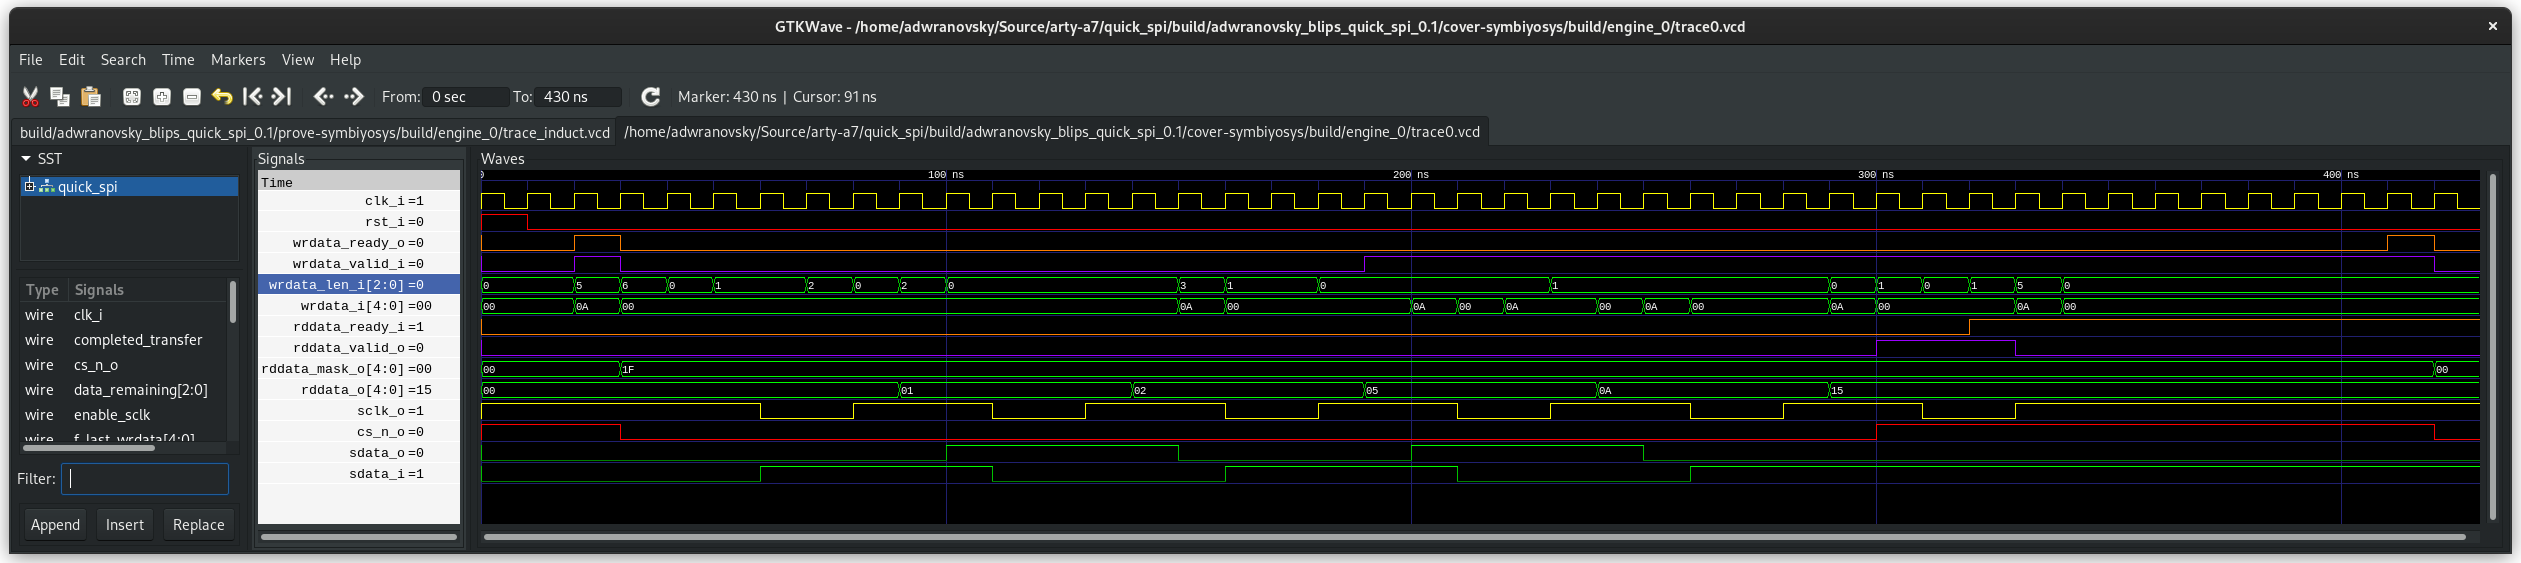 GTKWave - /home/adwranovsky/Source/arty-a7/quick_spi/build/adwranovsky_blips_quick_spi_0.1/cover-symbiyosys/build/engine_0/trace0.vcd
File Edit Search Time Markers View Help
From: 0 sec To: 430 ns Marker: 430 ns | Cursor: 91 ns
build/adwranovsky_blips_quick_spi_0.1/prove-symbiyosys/build/engine_0/trace_induct.vcd /home/adwranovsky/Source/arty-a7/quick_spi/build/adwranovsky_blips_quick_spi_0.1/cover-symbiyosys/build/engine_0/trace0.vcd
SST
quick_spi
Type Signals
wire clk_i
wire completed_transfer
wire cs_n_o
wire data_remaining[2:0]
wire enable_sclk
wire f_last_wrdata[4:0]
Filter:
Append Insert Replace
Signals
Time
clk_i=1
rst_i=0
wrdata_ready_o=0
wrdata_valid_i=0
wrdata_len_i[2:0]=0
wrdata_i[4:0]=00
rddata_ready_i=1
rddata_valid_o=0
rddata_mask_o[4:0]=00
rddata_o[4:0]=15
sclk_o=1
cs_n_o=0
sdata_o=0
sdata_i=1
Waves
0 100 ns 200 ns 300 ns 400 ns
0 5 6 0 1 2 0 2 0 3 1 0 1 0 1 0 1 5 0
00 0A 00 0A 00 0A 00 0A 00 0A 00 0A 00 0A 00
00 1F 00
00 01 02 05 0A 15